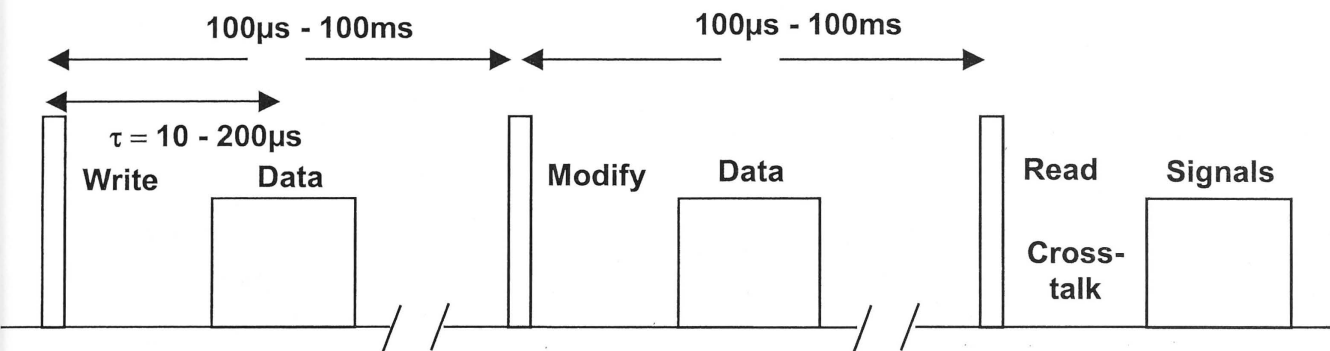 100µs - 100ms
100µs - 100ms
τ = 10 - 200µs
Write
Data
Modify
Data
Read
Signals
Cross-
talk